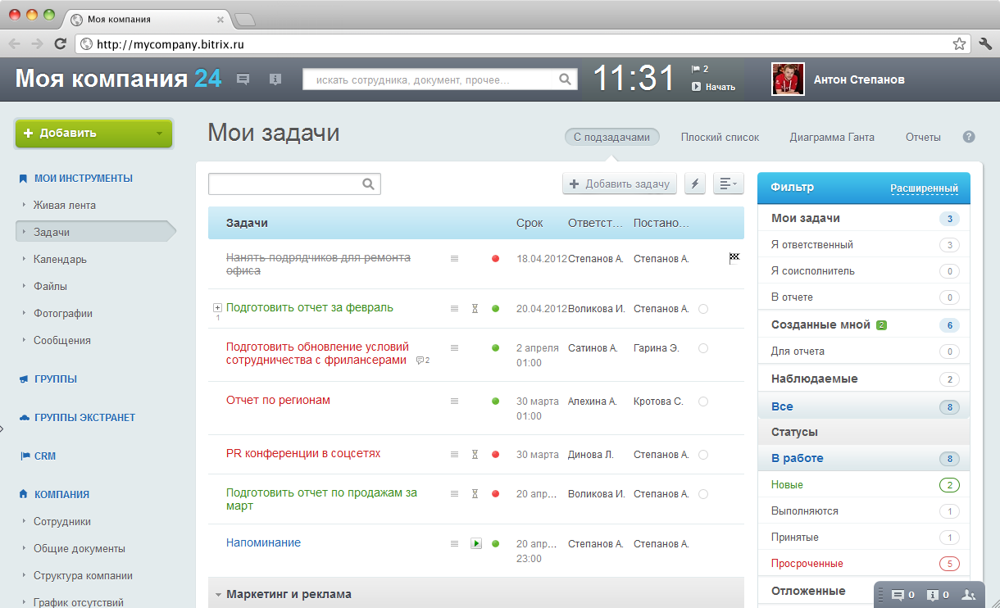 Моя компания
http://mycompany.bitrix.ru
Моя компания 24
искать сотрудника, документ, прочее...
11:31
2
Начать
Антон Степанов
Добавить
МОИ ИНСТРУМЕНТЫ
Живая лента
Задачи
Календарь
Файлы
Фотографии
Сообщения
ГРУППЫ
ГРУППЫ ЭКСТРАНЕТ
CRM
КОМПАНИЯ
Сотрудники
Общие документы
Структура компании
График отсутствий
Мои задачи
С подзадачами Плоский список Диаграмма Ганта Отчеты ?
Добавить задачу
Задачи Срок Ответст... Постано...
Нанять подрядчиков для ремонта
офиса
18.04.2012 Степанов А. Степанов А.
Подготовить отчет за февраль 20.04.2012 Воликова И. Степанов А.
1
Подготовить обновление условий
сотрудничества с фрилансерами 2
2 апреля Сатинов А. Гарина Э.
01:00
Отчет по регионам 30 марта Алехина А. Кротова С.
01:00
PR конференции в соцсетях 30 марта Динова Л. Степанов А.
Подготовить отчет по продажам за
март
20 апр... Воликова И. Степанов А.
Напоминание 20 апр... Степанов А. Степанов А.
23:00
Маркетинг и реклама
Фильтр Расширенный
Мои задачи 3
Я ответственный 3
Я соисполнитель 0
В отчете 0
Созданные мной 2 6
Для отчета 0
Наблюдаемые 2
Все 8
Статусы
В работе 8
Новые 2
Выполняются 1
Принятые 1
Просроченные 5
Отложенные
0 0